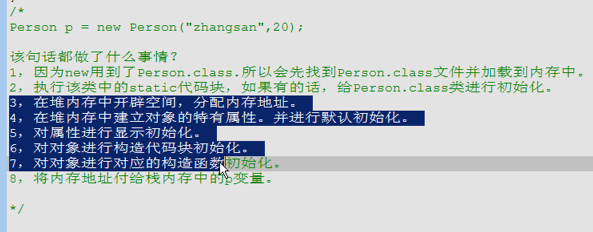 /*
Person p = new Person("zhangsan",20);
该句话都做了什么事情?
1, 因为new用到了Person.class.所以会先找到Person.class文件并加载到内存中。
2, 执行该类中的static代码块，如果有的话，给Person.class类进行初始化。
3, 在堆内存中开辟空间，分配内存地址。
4, 在堆内存中建立对象的特有属性。并进行默认初始化。
5, 对属性进行显示初始化。
6, 对对象进行构造代码块初始化。
7, 对对象进行对应的构造函数初始化。
8, 将内存地址付给栈内存中的p变量。
*/